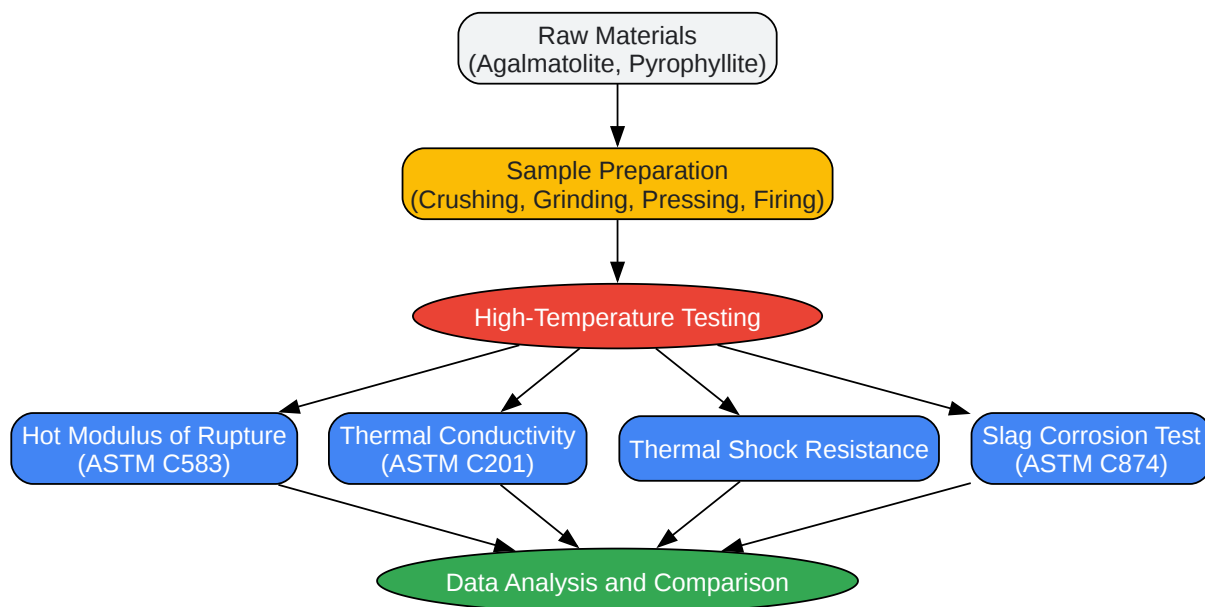 Raw Materials
(Agalmatolite, Pyrophyllite)
Sample Preparation
(Crushing, Grinding, Pressing, Firing)
High-Temperature Testing
Hot Modulus of Rupture
(ASTM C583)
Thermal Conductivity
(ASTM C201)
Thermal Shock Resistance
Slag Corrosion Test
(ASTM C874)
Data Analysis and Comparison